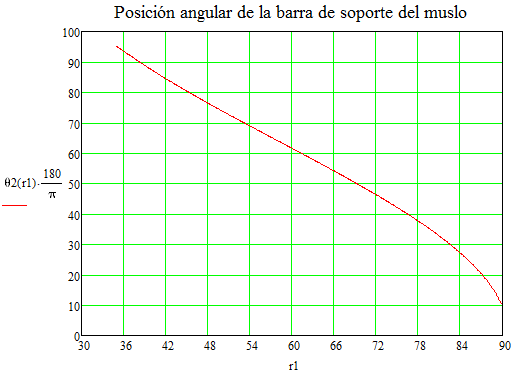 Posición angular de la barra de soporte del muslo
100
90
80
70
60
50
40
30
20
10
0
θ2(r1)·180/π
30 36 42 48 54 60 66 72 78 84 90
r1